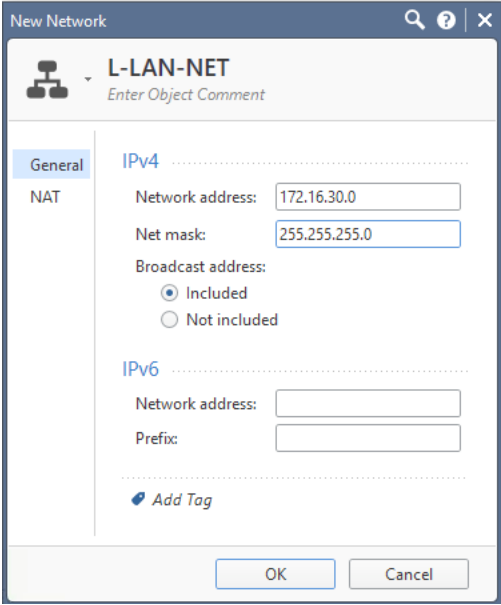 New Network
L-LAN-NET
Enter Object Comment
General
NAT
IPv4
Network address: 172.16.30.0
Net mask: 255.255.255.0
Broadcast address:
Included
Not included
IPv6
Network address:
Prefix:
Add Tag
OK Cancel